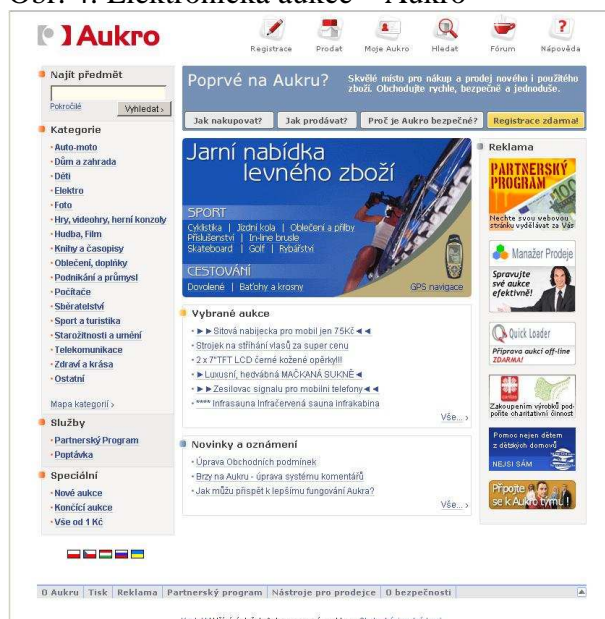 Obr. 4: Elektronická aukce – Aukro
Aukro
Registrace Prodat Moje Aukro Hledat Fórum Nápověda
Najít předmět
Pokročilé Vyhledat ›
Kategorie
Auto-moto
Dům a zahrada
Děti
Elektro
Foto
Hry, videohry, herní konzoly
Hudba, Film
Knihy a časopisy
Oblečení, doplňky
Podnikání a průmysl
Počítače
Sběratelství
Sport a turistika
Starožitnosti a umění
Telekomunikace
Zdraví a krása
Ostatní
Mapa kategorií ›
Služby
Partnerský Program
Poptávka
Speciální
Nové aukce
Končící aukce
Vše od 1 Kč
Poprvé na Aukru?
Skvělé místo pro nákup a prodej nového i použitého
zboží. Obchodujte rychle, bezpečně a jednoduše.
Jak nakupovat? Jak prodávat? Proč je Aukro bezpečné? Registrace zdarma!
Jarní nabídka
levného zboží
SPORT
Cyklistika | Jízdní kola | Oblečení a přilby
Příslušenství | In-line brusle
Skateboard | Golf | Rybářství
CESTOVÁNÍ
Dovolené | Baťohy a krosny
GPS navigace
Vybrané aukce
►►Sitová nabijecka pro mobil jen 75Kč◄◄
Strojek na střihání vlasů za super cenu
2 x 7"TFT LCD černé kožené opěrky!!!
►Luxusní, hedvábná MAČKANÁ SUKNĚ◄
►►Zesilovac signalu pro mobilni telefony◄◄
**** Infrasauna Infračervená sauna infrakabina
Vše... ›
Novinky a oznámení
Úprava Obchodních podmínek
Brzy na Aukru - úprava systému komentářů
Jak můžu přispět k lepšímu fungování Aukra?
Vše... ›
Reklama
PARTNERSKÝ
PROGRAM
Nechte svou webovou
stránku vydělávat za Vás
Manažer Prodeje
Spravujte
své aukce
efektivně!
Quick Loader
Příprava aukcí off-line
ZDARMA!
Zakoupením výrobků pod-
pořite charitativní činnost
Pomoc nejen dětem
z dětských domovů
NEJSI SÁM
Připojte
se k Aukro týmu !
O Aukru | Tisk | Reklama | Partnerský program | Nástroje pro prodejce | O bezpečnosti